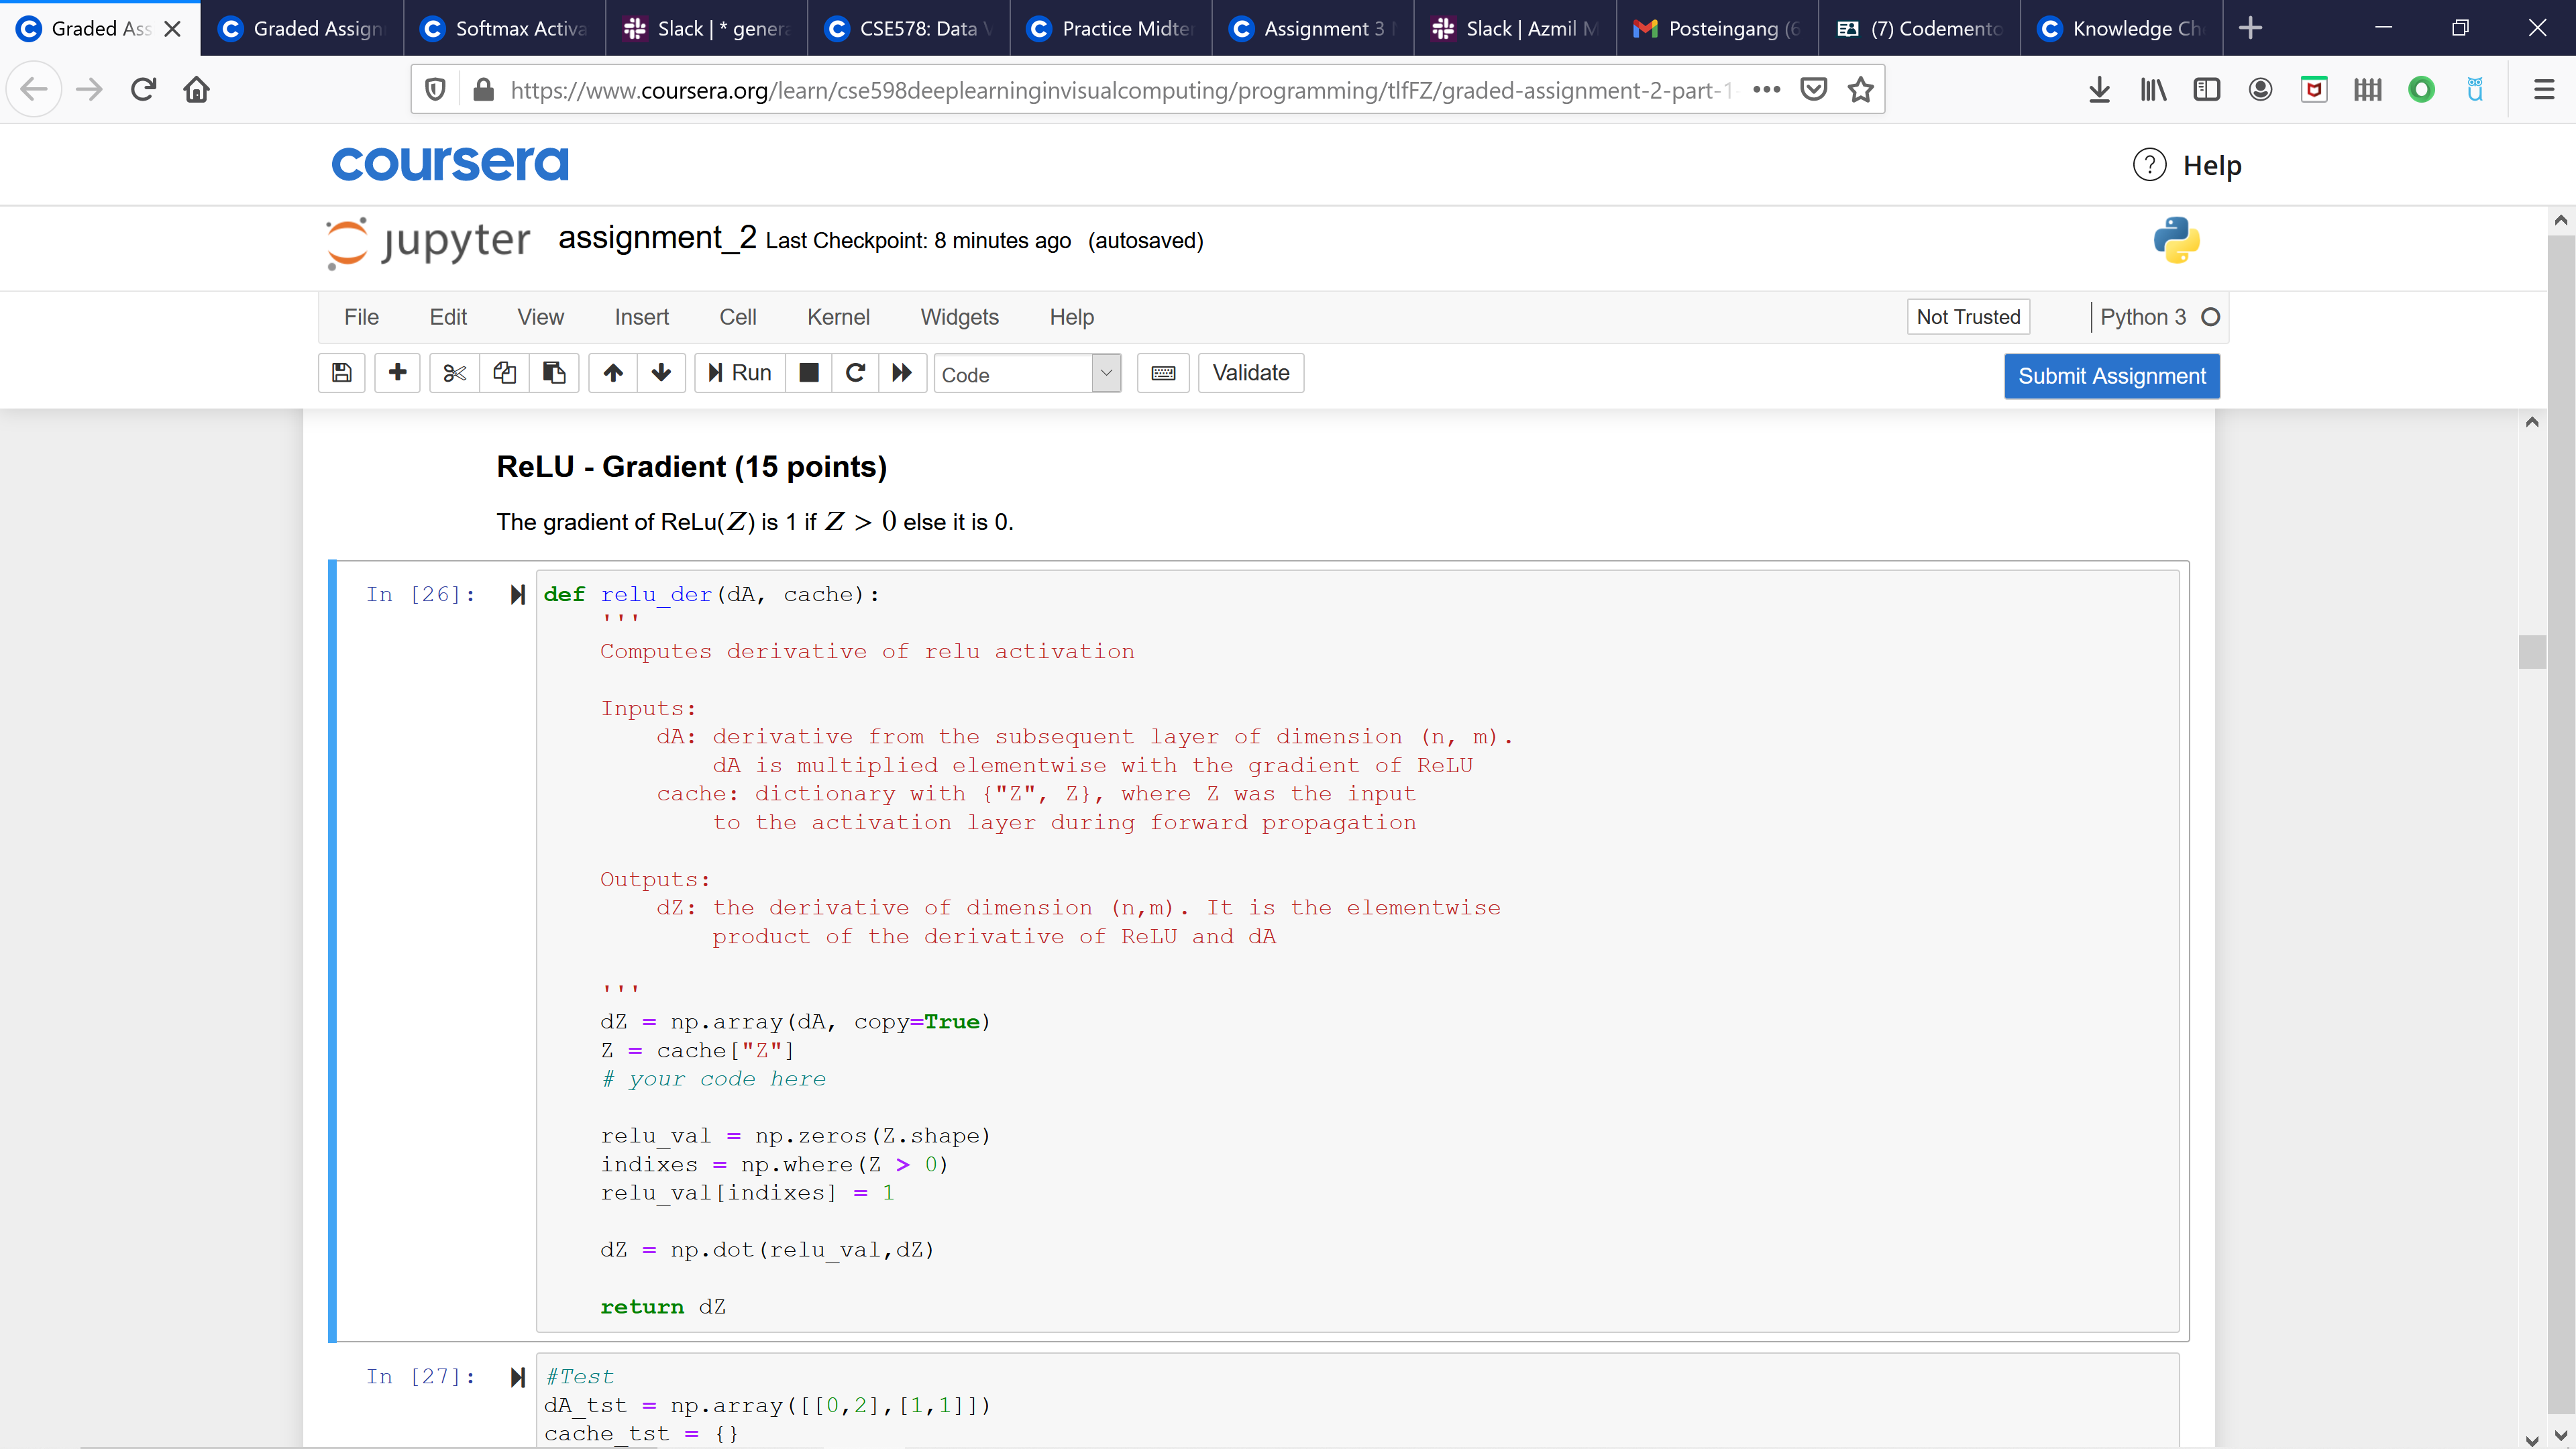 Graded Ass
Graded Assign
Softmax Activa
Slack | * genera
CSE578: Data V
Practice Midter
Assignment 3
Slack | Azmil M
Posteingang (6
(7) Codemento
Knowledge Ch
https://www.coursera.org/learn/cse598deeplearninginvisualcomputing/programming/tlfFZ/graded-assignment-2-part-1-
coursera
Help
jupyter assignment_2 Last Checkpoint: 8 minutes ago (autosaved)
File Edit View Insert Cell Kernel Widgets Help Not Trusted Python 3
Run Code Validate Submit Assignment
ReLU - Gradient (15 points)
The gradient of ReLu(Z) is 1 if Z > 0 else it is 0.
In [26]: def relu_der(dA, cache):
'''
Computes derivative of relu activation
Inputs:
dA: derivative from the subsequent layer of dimension (n, m).
dA is multiplied elementwise with the gradient of ReLU
cache: dictionary with {"Z", Z}, where Z was the input
to the activation layer during forward propagation
Outputs:
dZ: the derivative of dimension (n,m). It is the elementwise
product of the derivative of ReLU and dA
'''
dZ = np.array(dA, copy=True)
Z = cache["Z"]
# your code here
relu_val = np.zeros(Z.shape)
indixes = np.where(Z > 0)
relu_val[indixes] = 1
dZ = np.dot(relu_val,dZ)
return dZ
In [27]: #Test
dA_tst = np.array([[0,2],[1,1]])
cache_tst = {}